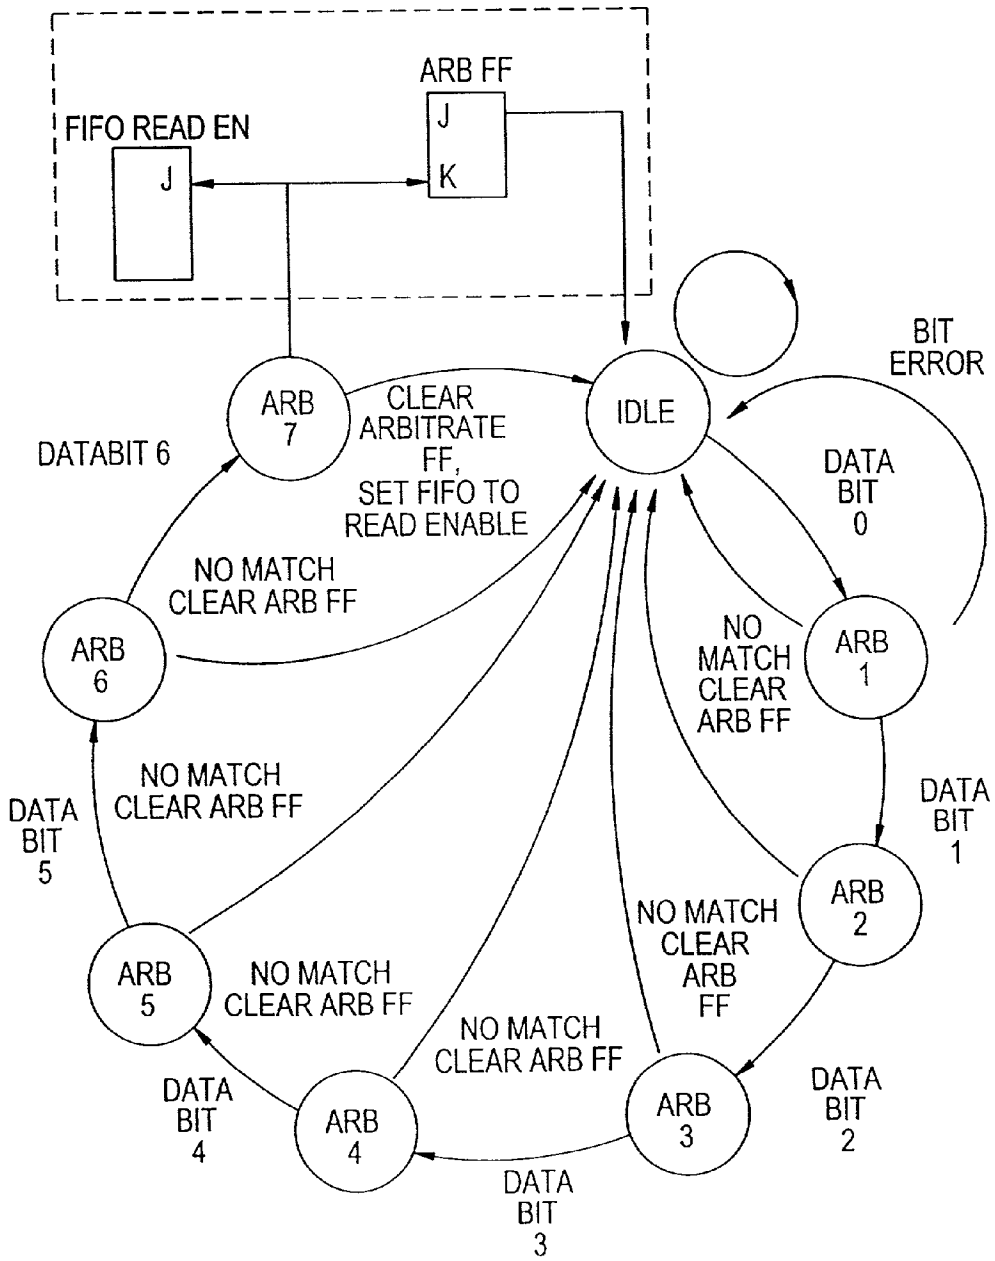 ARB FF
J
K
FIFO READ EN
J
BIT
ERROR
IDLE
ARB
7
CLEAR
ARBITRATE
FF,
SET FIFO TO
READ ENABLE
DATABIT 6
DATA
BIT
0
NO MATCH
CLEAR ARB FF
ARB
6
NO
MATCH
CLEAR
ARB FF
ARB
1
NO MATCH
CLEAR ARB FF
DATA
BIT
5
DATA
BIT
1
ARB
2
NO MATCH
CLEAR
ARB
FF
ARB
5
NO MATCH
CLEAR ARB FF
NO MATCH
CLEAR ARB FF
DATA
BIT
4
ARB
4
ARB
3
DATA
BIT
2
DATA
BIT
3